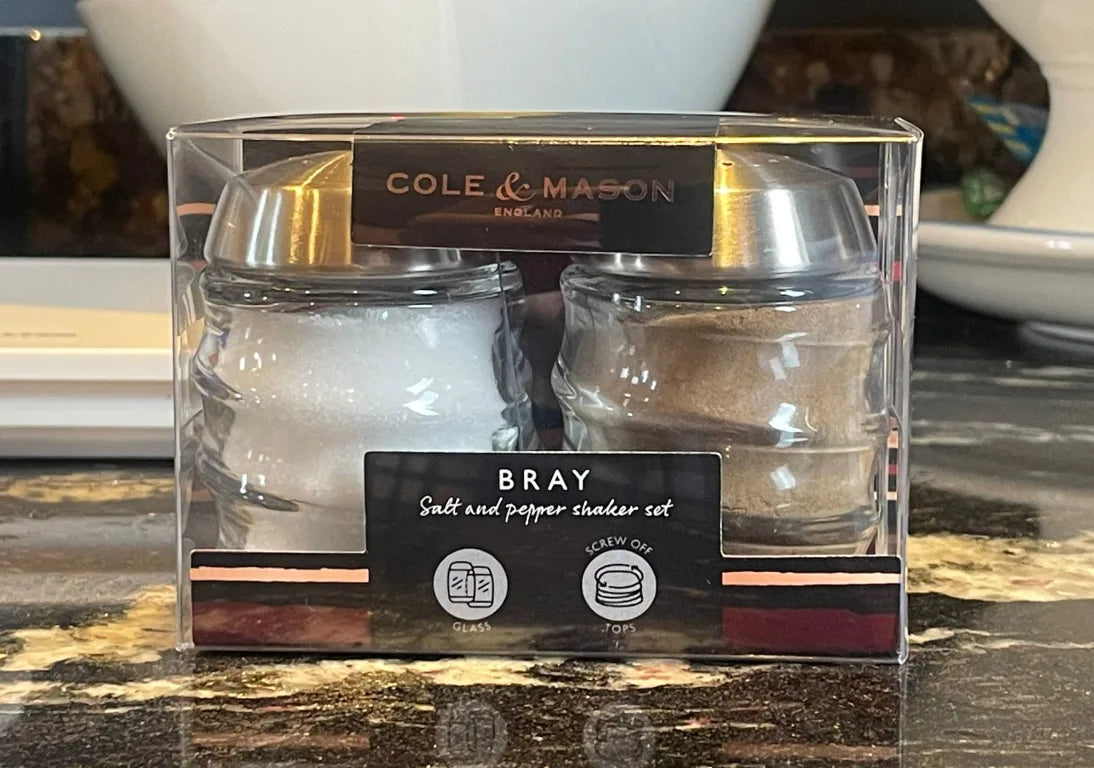 COLE & MASON
ENGLAND
BRAY
Salt and pepper shaker set
GLASS
SCREW OFF
TOPS